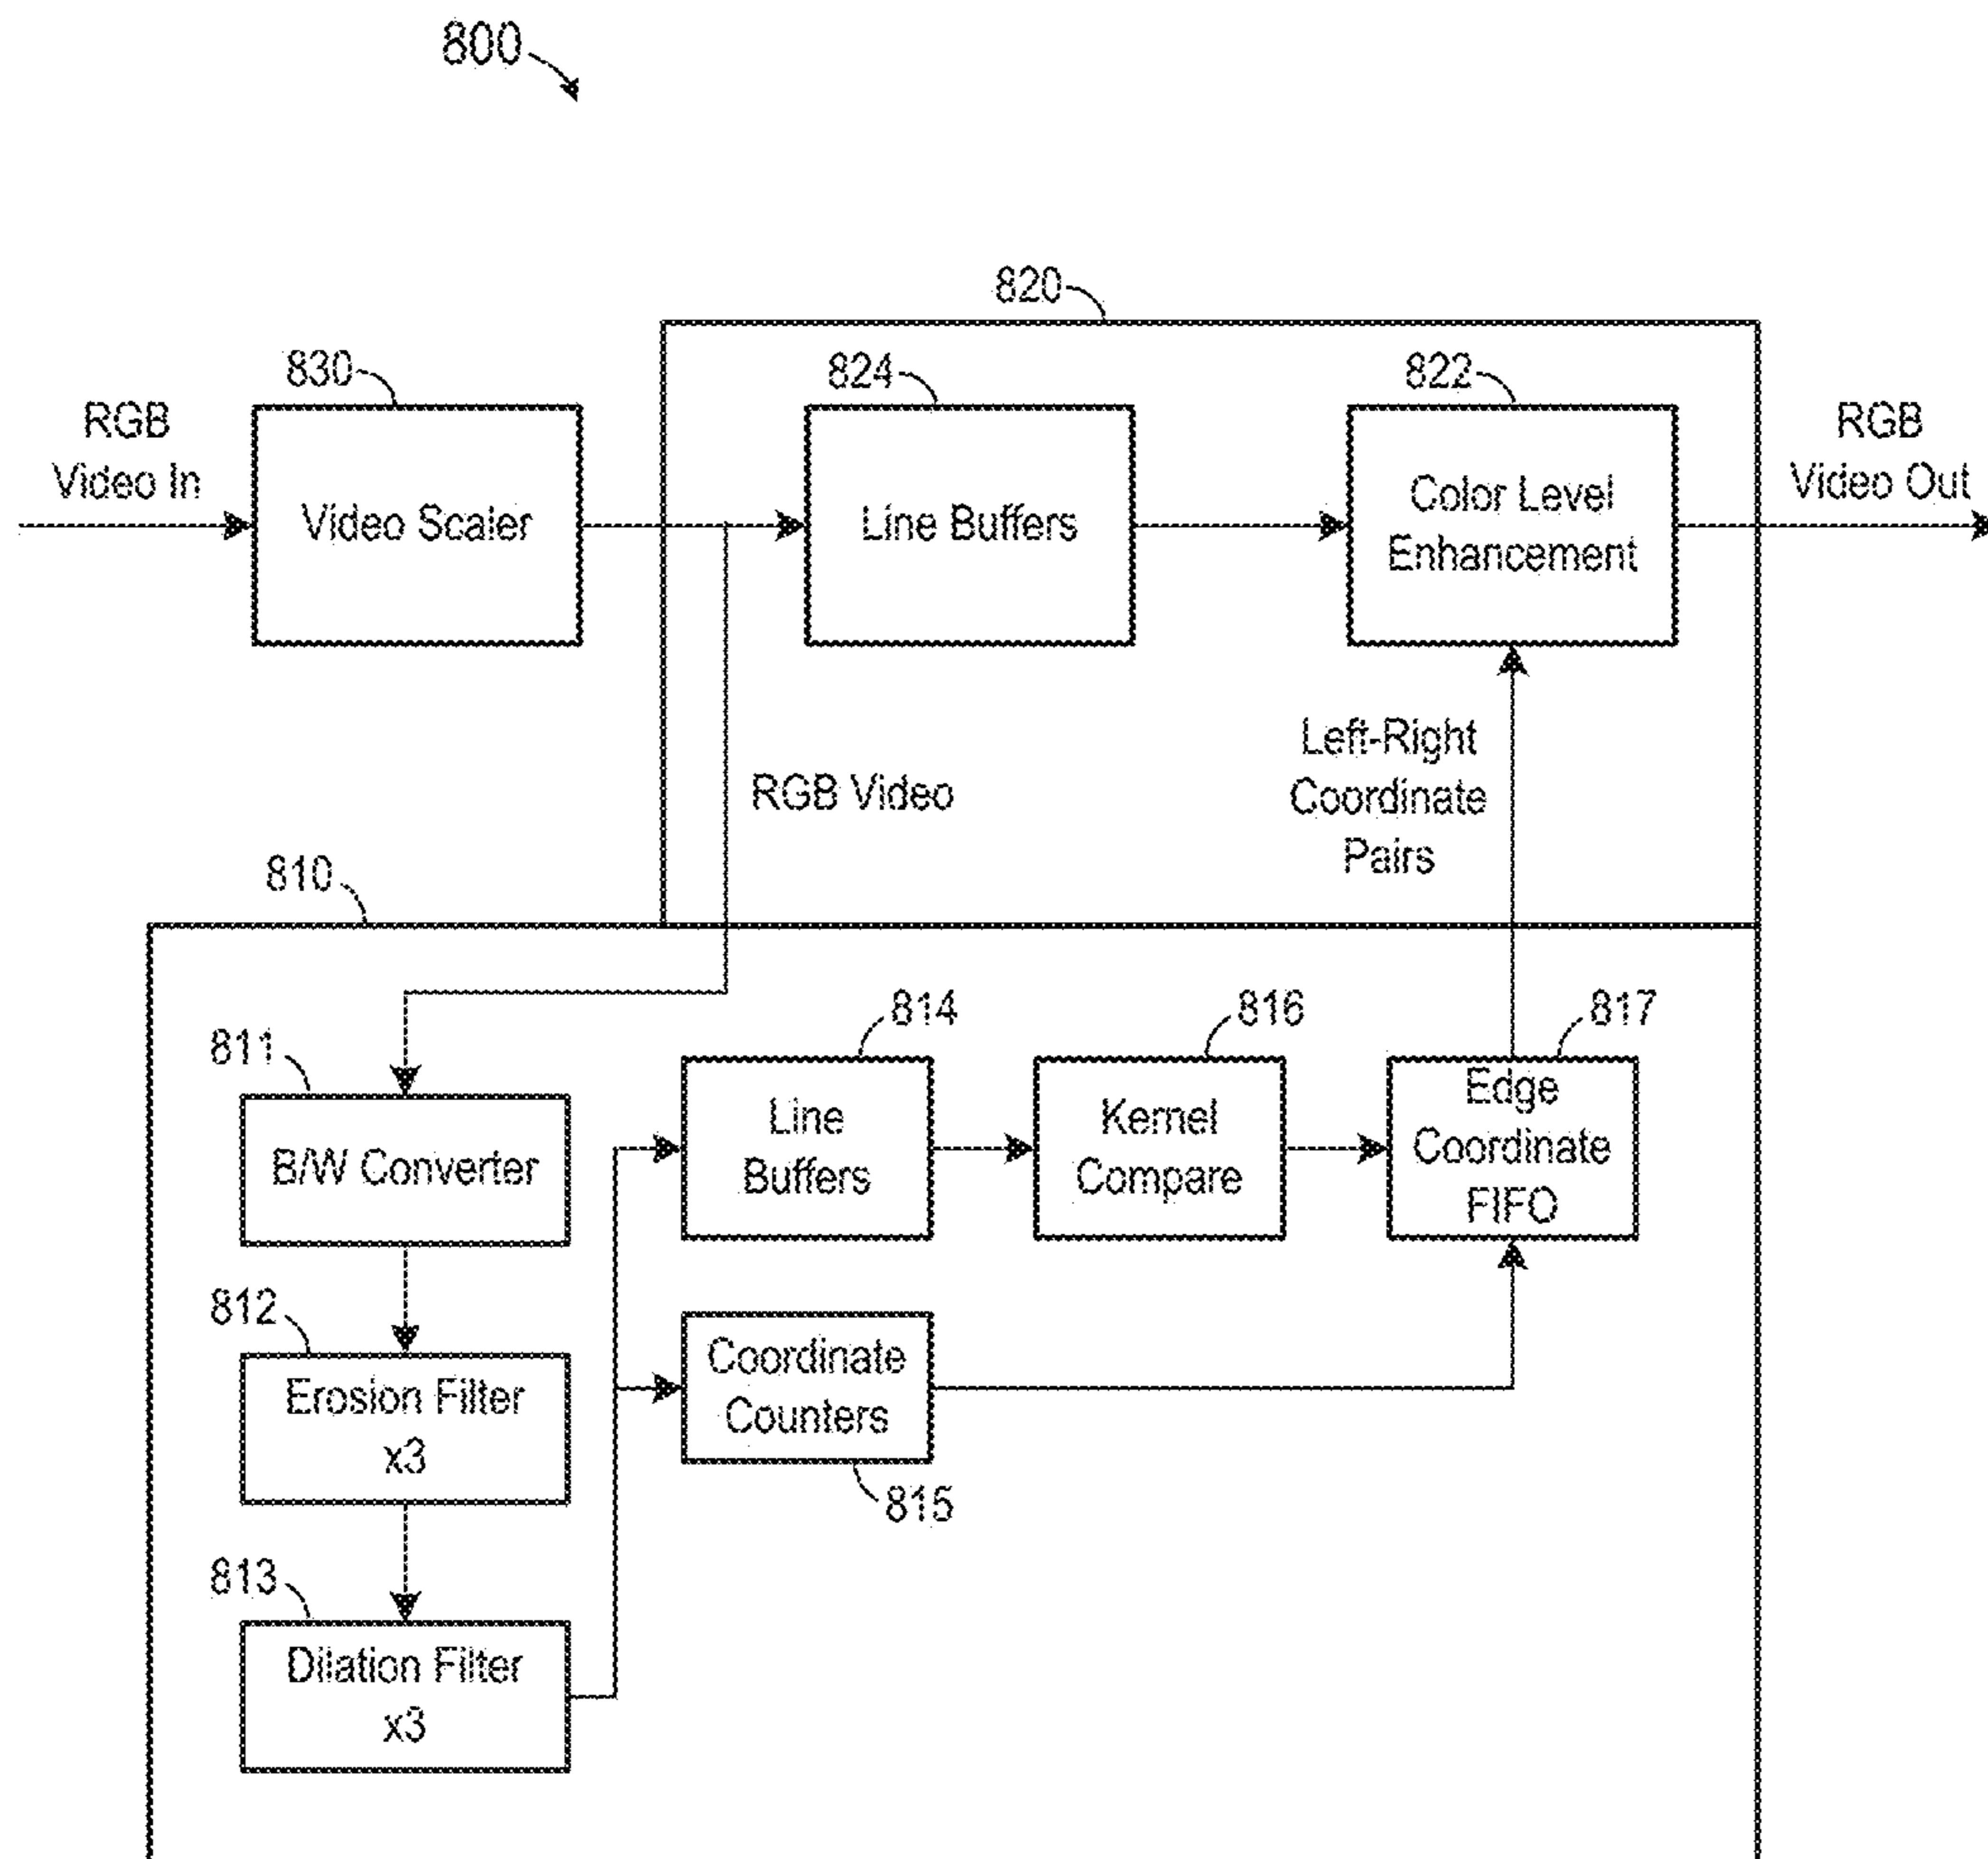 800
820
830
824
822
RGB
Video In
Video Scaler
Line Buffers
Color Level
Enhancement
RGB
Video Out
RGB Video
Left-Right
Coordinate
Pairs
810
811
B/W Converter
812
Erosion Filter
x3
813
Dilation Filter
x3
814
Line
Buffers
816
Kernel
Compare
817
Edge
Coordinate
FIFO
Coordinate
Counters
815